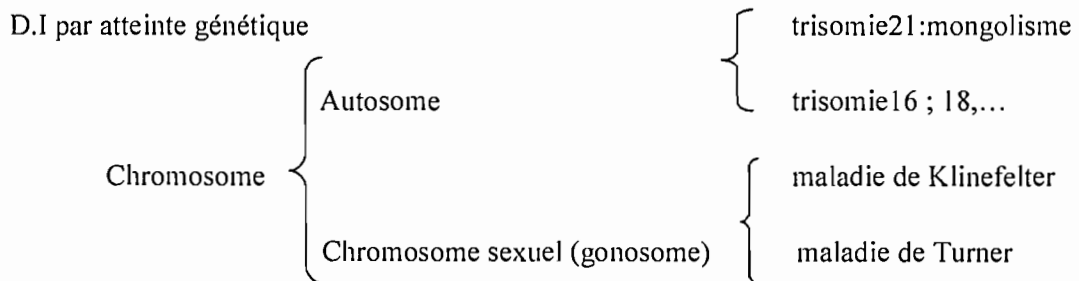 D.I par atteinte génétique
trisomie21:mongolisme
Autosome
trisomie16 ; 18,…
Chromosome
maladie de Klinefelter
Chromosome sexuel (gonosome)
maladie de Turner